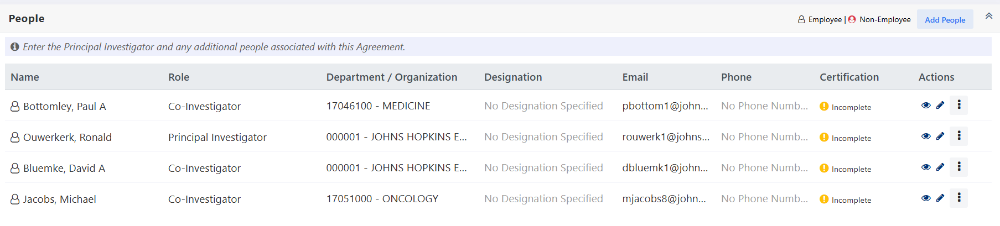 People
Employee | Non-Employee Add People
Enter the Principal Investigator and any additional people associated with this Agreement.
Name Role Department / Organization Designation Email Phone Certification Actions
Bottomley, Paul A Co-Investigator 17046100 - MEDICINE No Designation Specified pbottom1@john... No Phone Numb... Incomplete
Ouwerkerk, Ronald Principal Investigator 000001 - JOHNS HOPKINS E... No Designation Specified rouwerk1@johns... No Phone Numb... Incomplete
Bluemke, David A Co-Investigator 000001 - JOHNS HOPKINS E... No Designation Specified dbluemk1@john... No Phone Numb... Incomplete
Jacobs, Michael Co-Investigator 17051000 - ONCOLOGY No Designation Specified mjacobs8@john... No Phone Numb... Incomplete